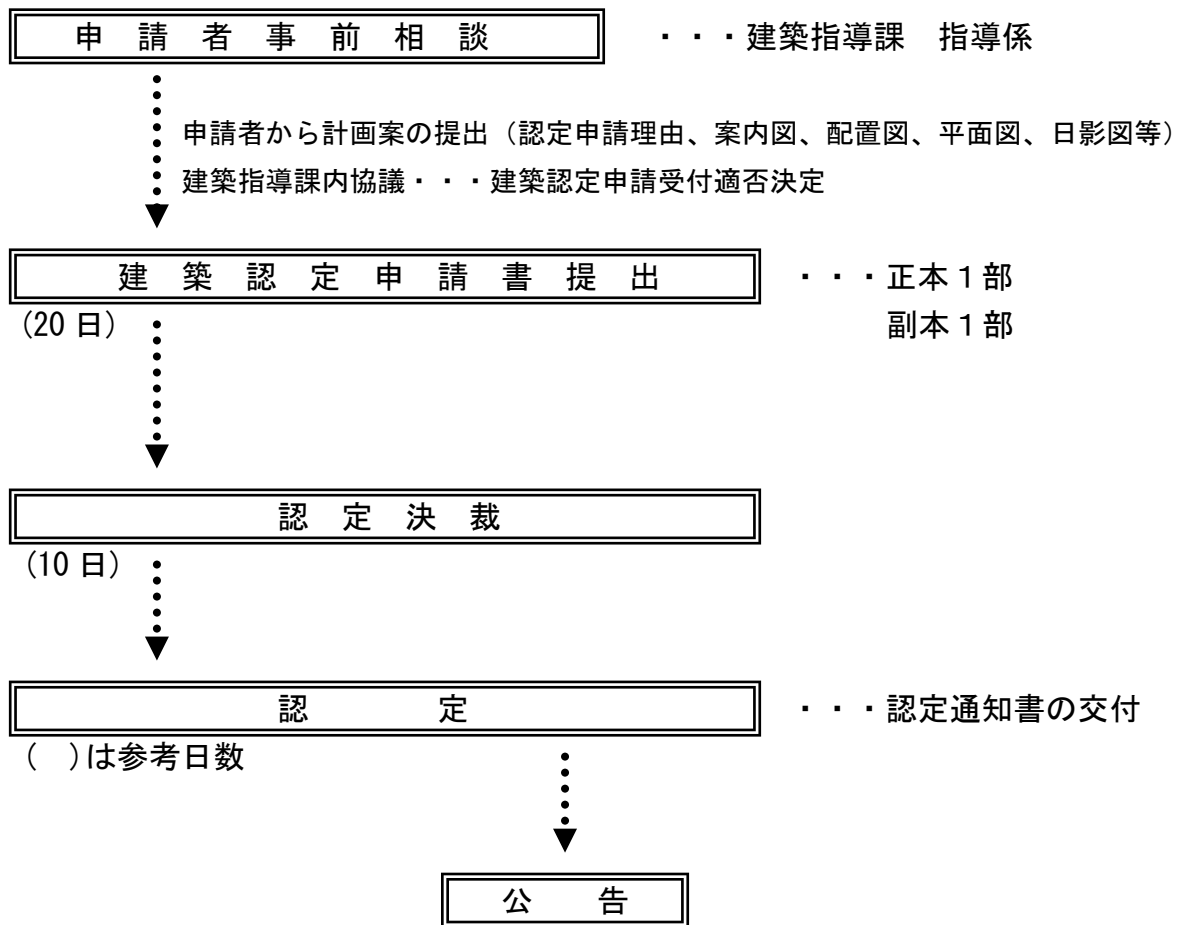 申請者事前相談 ・・・建築指導課 指導係
申請者から計画案の提出(認定申請理由、案内図、配置図、平面図、日影図等)
建築指導課内協議・・・建築認定申請受付適否決定
建築認定申請書提出 ・・・正本1部
(20日) 副本1部
認定決裁
(10日)
認定 ・・・認定通知書の交付
( )は参考日数
公告